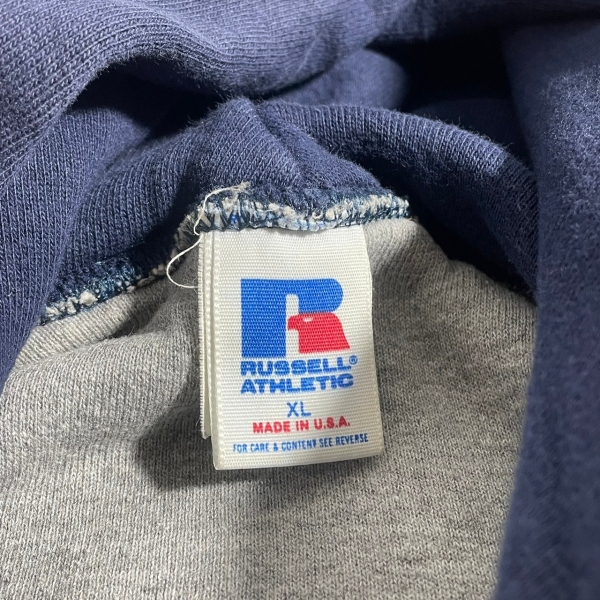 R
RUSSELL®
ATHLETIC
XL
MADE IN U.S.A.
FOR CARE & CONTENT SEE REVERSE